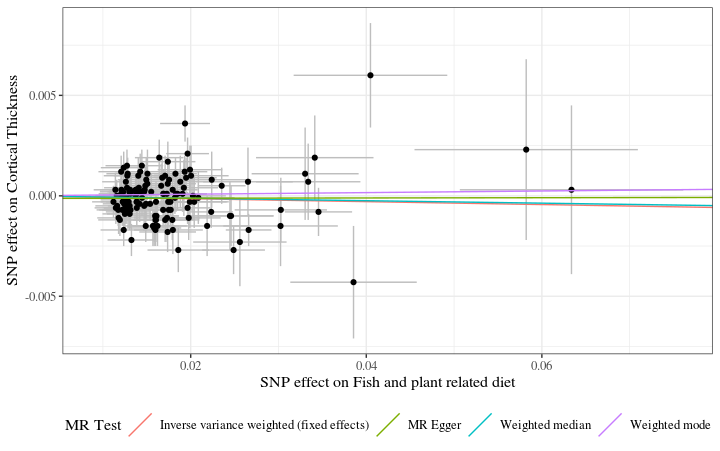 SNP effect on Cortical Thickness
0.005
0.000
-0.005
0.02 0.04 0.06
SNP effect on Fish and plant related diet
MR Test Inverse variance weighted (fixed effects) MR Egger Weighted median Weighted mode